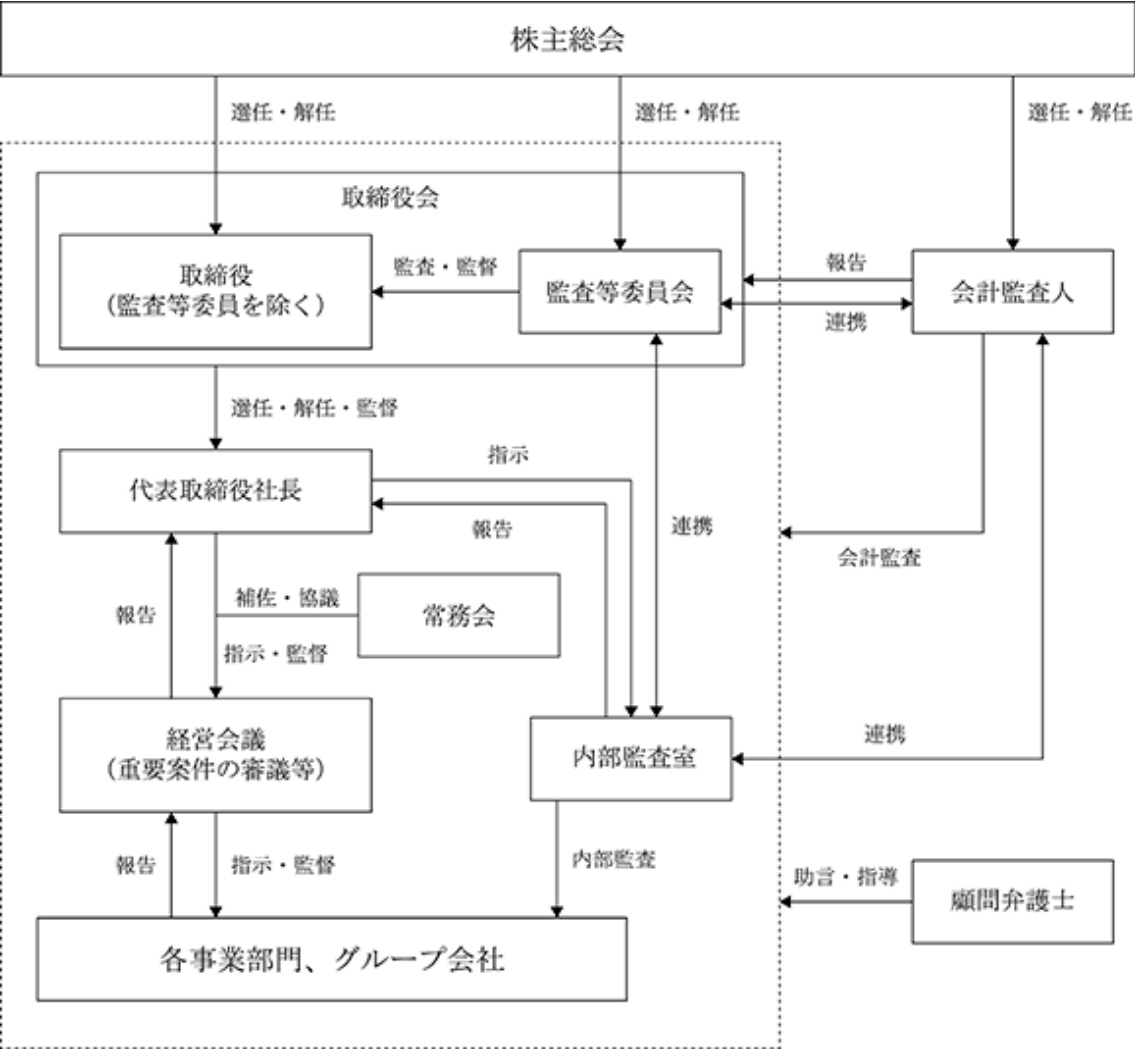 株主総会
選任・解任
選任・解任
選任・解任
取締役会
取締役
（監査等委員を除く）
監査・監督
監査等委員会
報告
連携
会計監査人
選任・解任・監督
代表取締役社長
指示
報告
連携
会計監査
補佐・協議
常務会
報告
指示・監督
経営会議
（重要案件の審議等）
内部監査室
連携
報告
指示・監督
内部監査
助言・指導
顧問弁護士
各事業部門、グループ会社